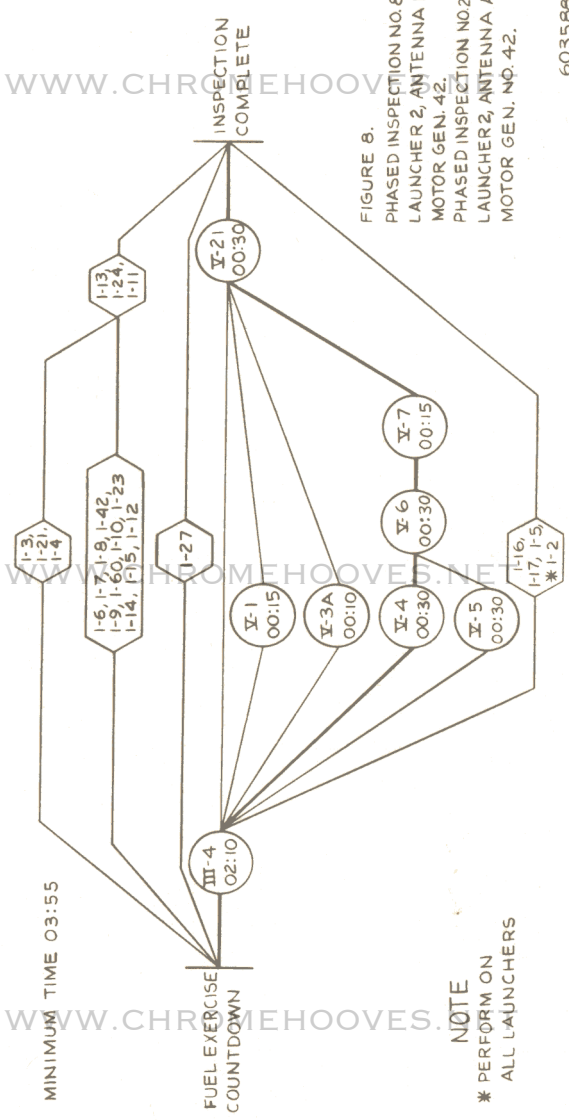 MINIMUM TIME 03:55
FUEL EXERCISE
COUNTDOWN
III-4
02:10
1-3,
1-21,
1-4
1-6, 1-7, 1-8, 1-42,
1-9, 1-60, 1-10, 1-23
1-14, 1-15, 1-12
1-27
1-13,
1-24,
1-11
V-1
00:15
V-3A
00:10
V-4
00:30
V-5
00:30
V-6
00:30
V-7
00:15
V-21
00:30
1-16,
1-17, 1-5,
* 1-2
INSPECTION
COMPLETE
NOTE
* PERFORM ON
ALL LAUNCHERS
FIGURE 8.
PHASED INSPECTION NO. 8
LAUNCHER 2, ANTENNA
MOTOR GEN. 42.
PHASED INSPECTION NO. 2
LAUNCHER 2, ANTENNA A
MOTOR GEN. NO. 42.
WWW.CHROMEHOOVES.NET
WWW.CHROMEHOOVES.NET
WWW.CHROMEHOOVES.NET